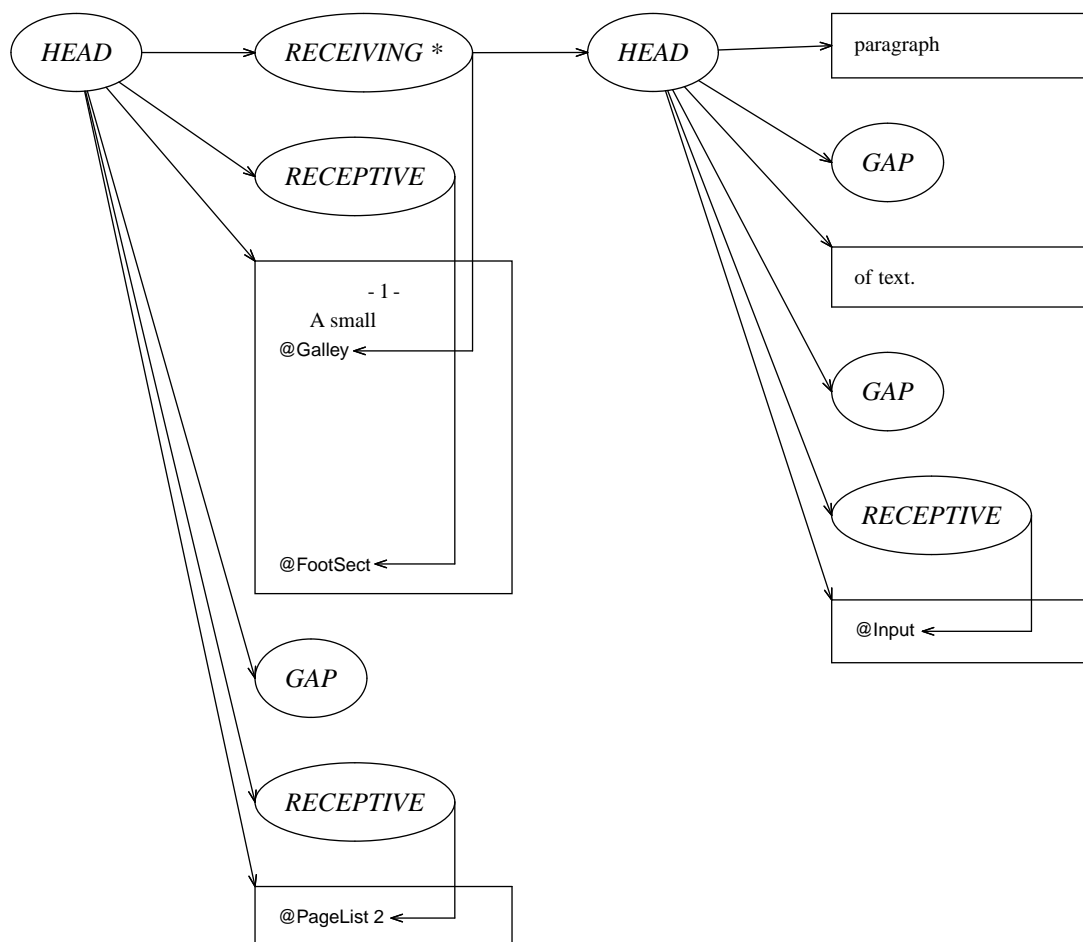 HEAD
RECEIVING *
HEAD
paragraph
GAP
RECEPTIVE
of text.
- 1 -
A small
@Galley
GAP
RECEPTIVE
@FootSect
@Input
GAP
RECEPTIVE
@PageList 2